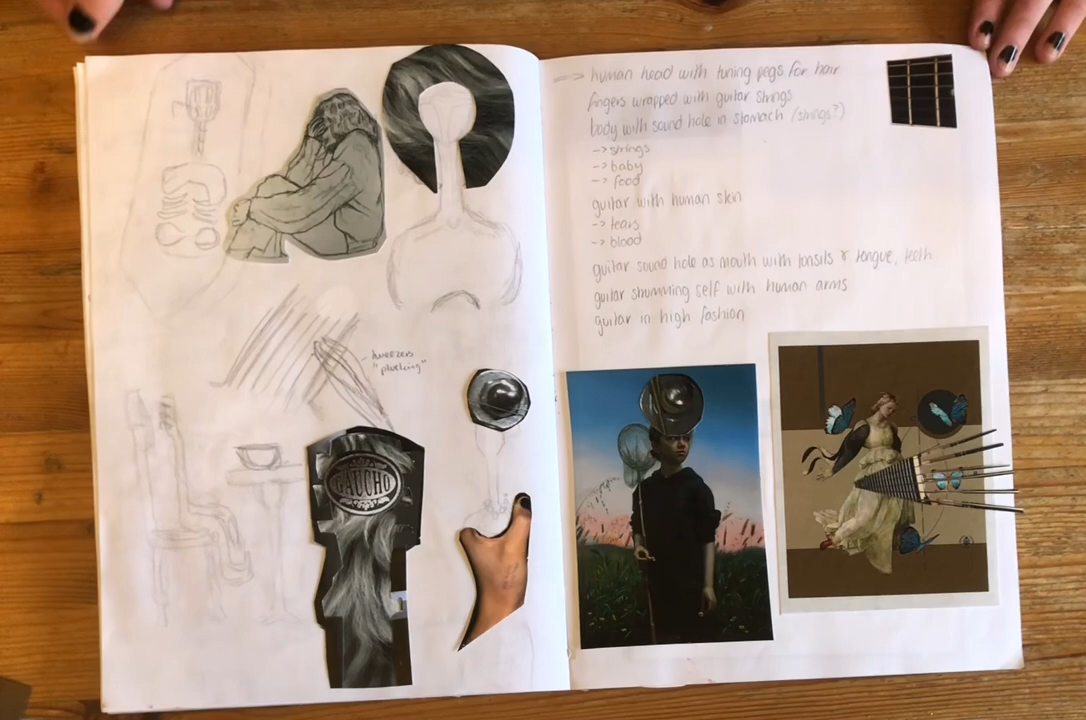 tweezers
"plucking"
GAUCHO
--> human head with tuning pegs for hair
fingers wrapped with guitar strings
body with sound hole in stomach (strings?)
-> strings
-> baby
-> food
guitar with human skin
-> tears
-> blood
guitar sound hole as mouth with tonsils & tongue, teeth
guitar strumming self with human arms
guitar in high fashion